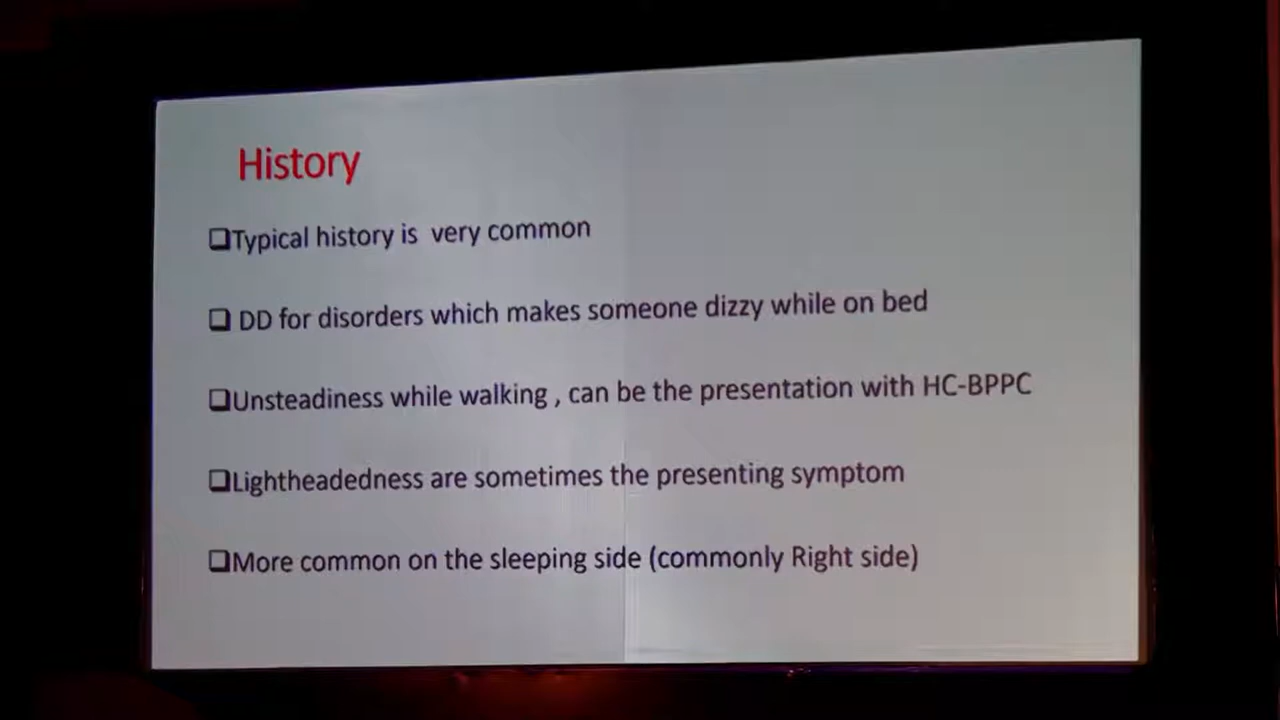 History
❑Typical history is very common
❑ DD for disorders which makes someone dizzy while on bed
❑Unsteadiness while walking , can be the presentation with HC-BPPC
❑Lightheadedness are sometimes the presenting symptom
❑More common on the sleeping side (commonly Right side)